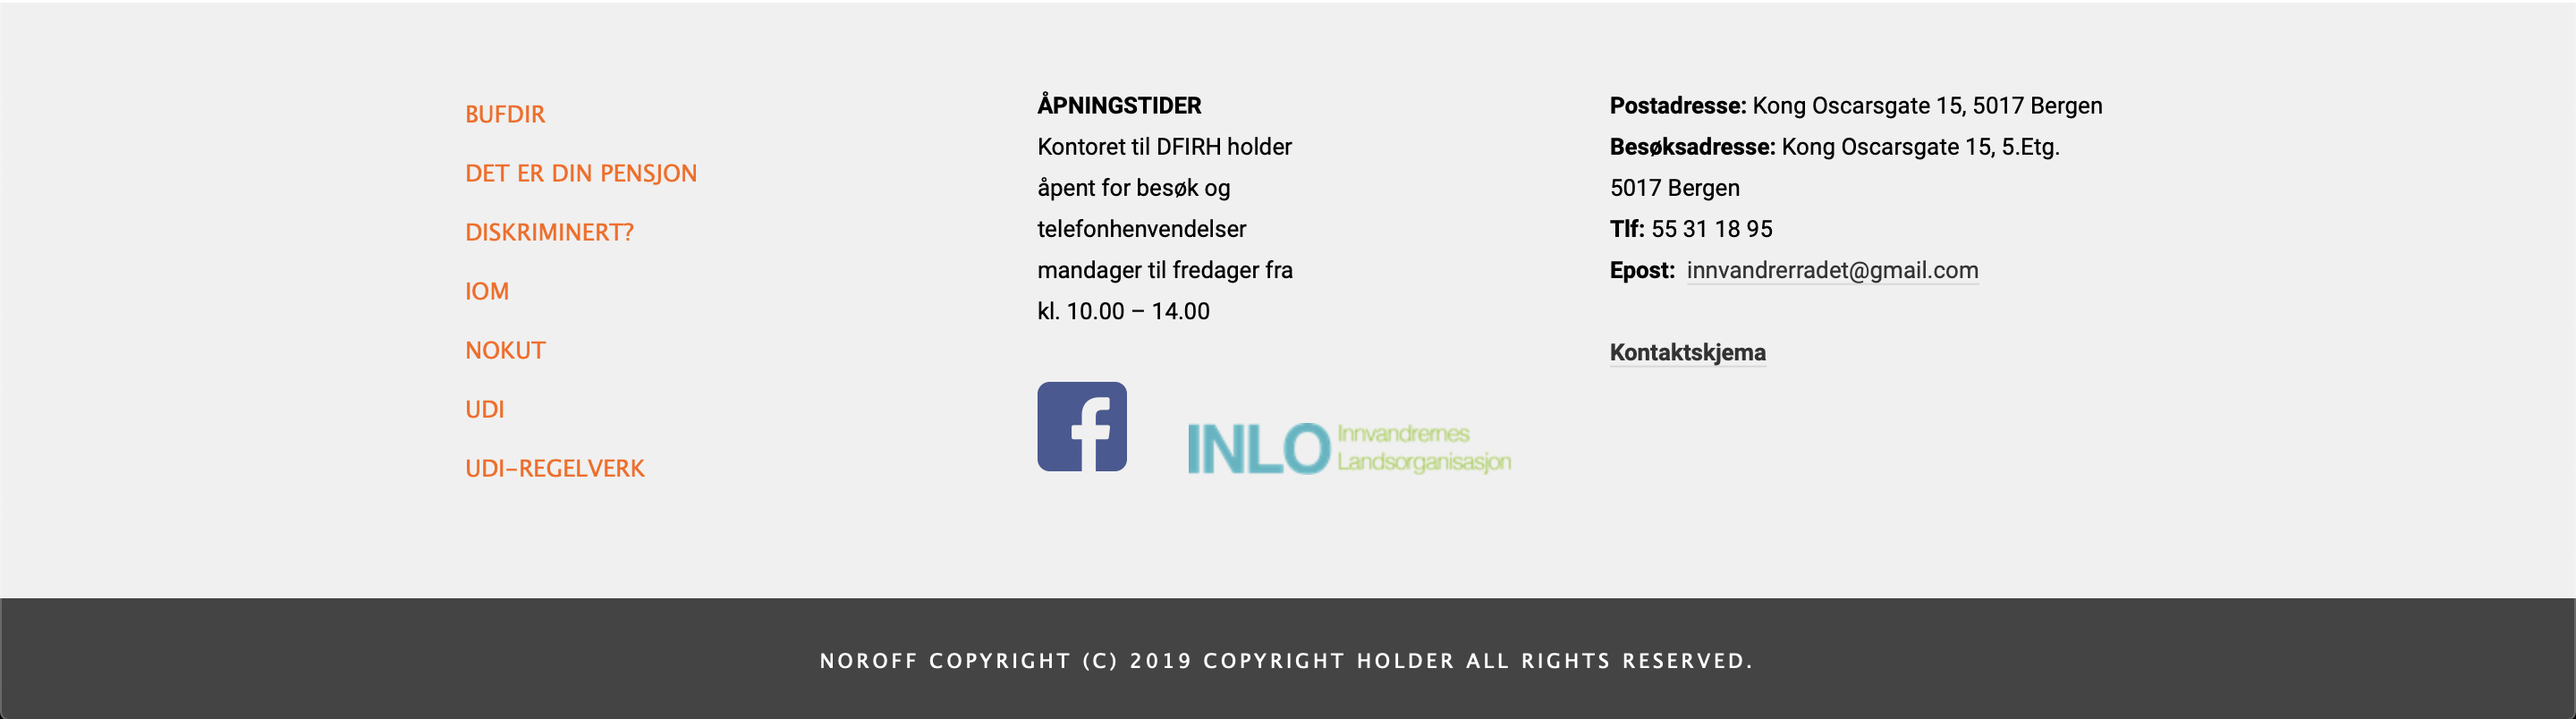 BUFDIR
DET ER DIN PENSJON
DISKRIMINERT?
IOM
NOKUT
UDI
UDI-REGELVERK
ÅPNINGSTIDER
Kontoret til DFIRH holder
åpent for besøk og
telefonhenvendelser
mandager til fredager fra
kl. 10.00 – 14.00
INLO Innvandrernes
Landsorganisasjon
Postadresse: Kong Oscarsgate 15, 5017 Bergen
Besøksadresse: Kong Oscarsgate 15, 5.Etg.
5017 Bergen
Tlf: 55 31 18 95
Epost: innvandrerradet@gmail.com
Kontaktskjema
NOROFF COPYRIGHT (C) 2019 COPYRIGHT HOLDER ALL RIGHTS RESERVED.